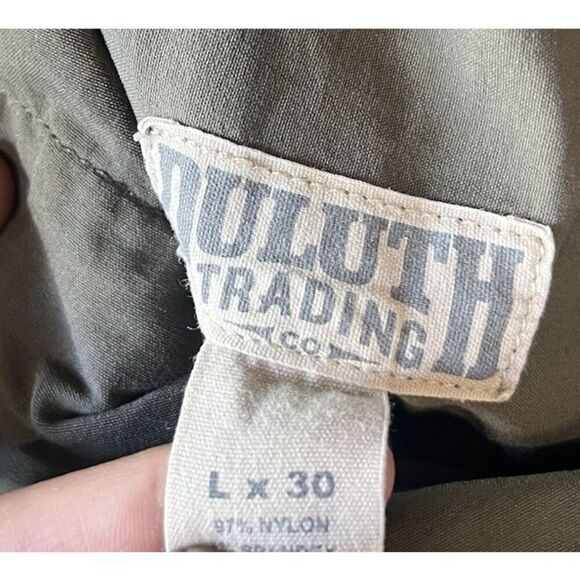 DULUTH
TRADING
CO
L x 30
97% NYLON